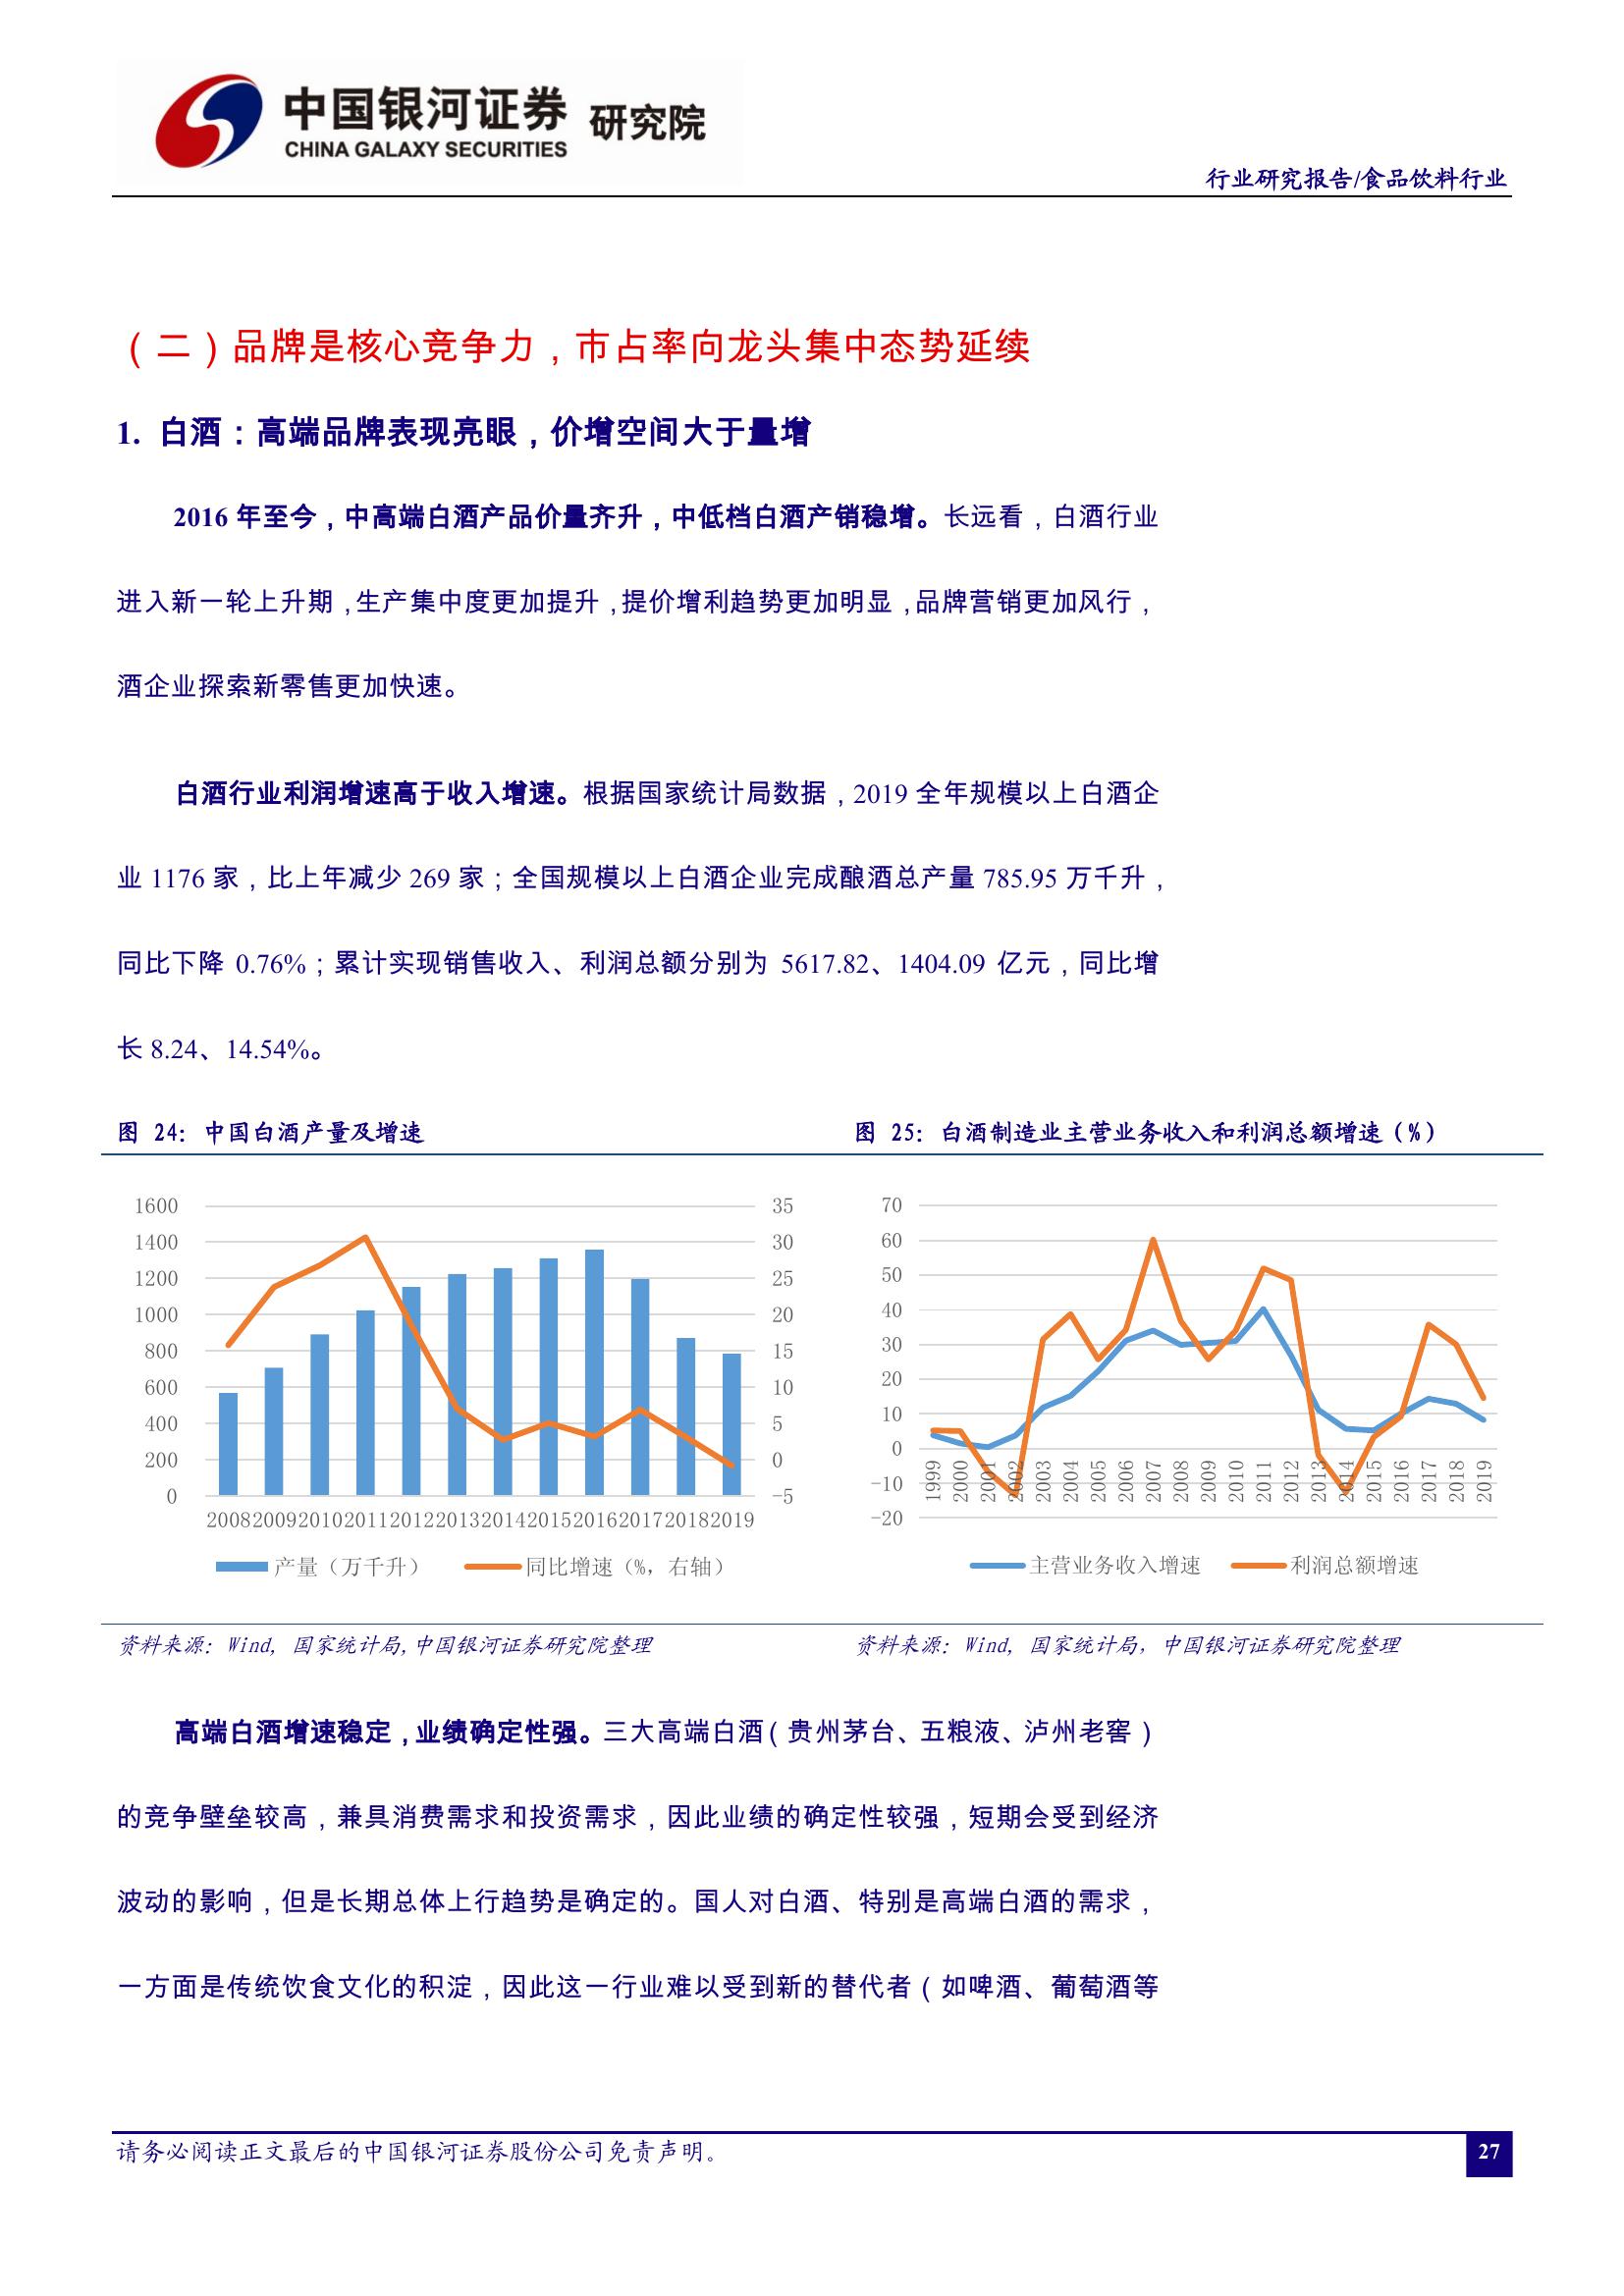 中国银河证券 研究院
CHINA GALAXY SECURITIES
行业研究报告/食品饮料行业
（二）品牌是核心竞争力，市占率向龙头集中态势延续
1. 白酒：高端品牌表现亮眼，价增空间大于量增
2016 年至今，中高端白酒产品价量齐升，中低档白酒产销稳增。长远看，白酒行业
进入新一轮上升期，生产集中度更加提升，提价增利趋势更加明显，品牌营销更加风行，
酒企业探索新零售更加快速。
白酒行业利润增速高于收入增速。根据国家统计局数据，2019 全年规模以上白酒企
业 1176 家，比上年减少 269 家；全国规模以上白酒企业完成酿酒总产量 785.95 万千升，
同比下降 0.76%；累计实现销售收入、利润总额分别为 5617.82、1404.09 亿元，同比增
长 8.24、14.54%。
图 24：中国白酒产量及增速
1600
1400
1200
1000
800
600
400
200
0
35
30
25
20
15
10
5
0
-5
2008 2009 2010 2011 2012 2013 2014 2015 2016 2017 2018 2019
产量（万千升） 同比增速（%，右轴）
资料来源：Wind, 国家统计局,中国银河证券研究院整理
图 25：白酒制造业主营业务收入和利润总额增速（%）
70
60
50
40
30
20
10
0
-10
-20
1999 2000 2001 2002 2003 2004 2005 2006 2007 2008 2009 2010 2011 2012 2013 2014 2015 2016 2017 2018 2019
主营业务收入增速 利润总额增速
资料来源：Wind, 国家统计局, 中国银河证券研究院整理
高端白酒增速稳定，业绩确定性强。三大高端白酒（贵州茅台、五粮液、泸州老窖）
的竞争壁垒较高，兼具消费需求和投资需求，因此业绩的确定性较强，短期会受到经济
波动的影响，但是长期总体上行趋势是确定的。国人对白酒、特别是高端白酒的需求，
一方面是传统饮食文化的积淀，因此这一行业难以受到新的替代者（如啤酒、葡萄酒等
请务必阅读正文最后的中国银河证券股份公司免责声明。
27